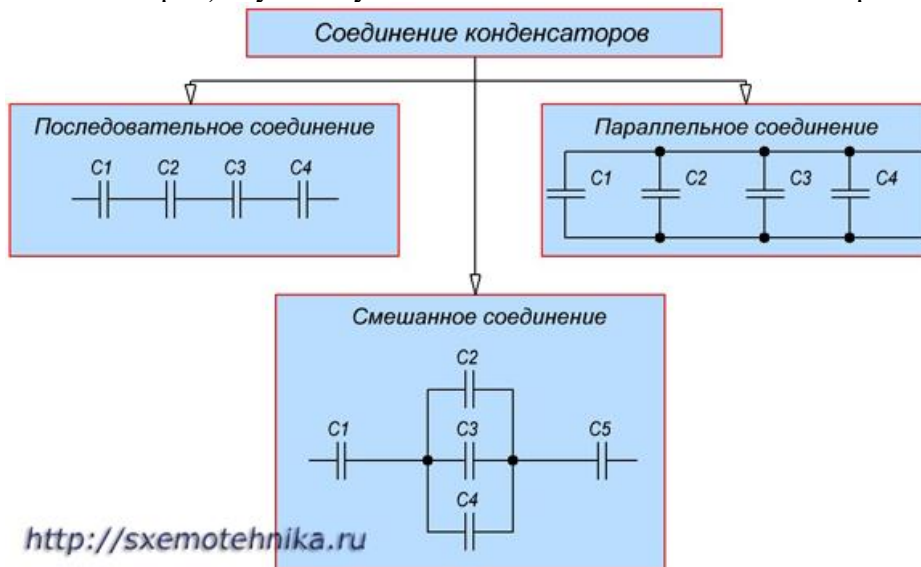 Соединение конденсаторов
Последовательное соединение
C1 C2 C3 C4
Параллельное соединение
C1 C2 C3 C4
Смешанное соединение
C2
C1 C3 C5
C4
http://sxemotehnika.ru